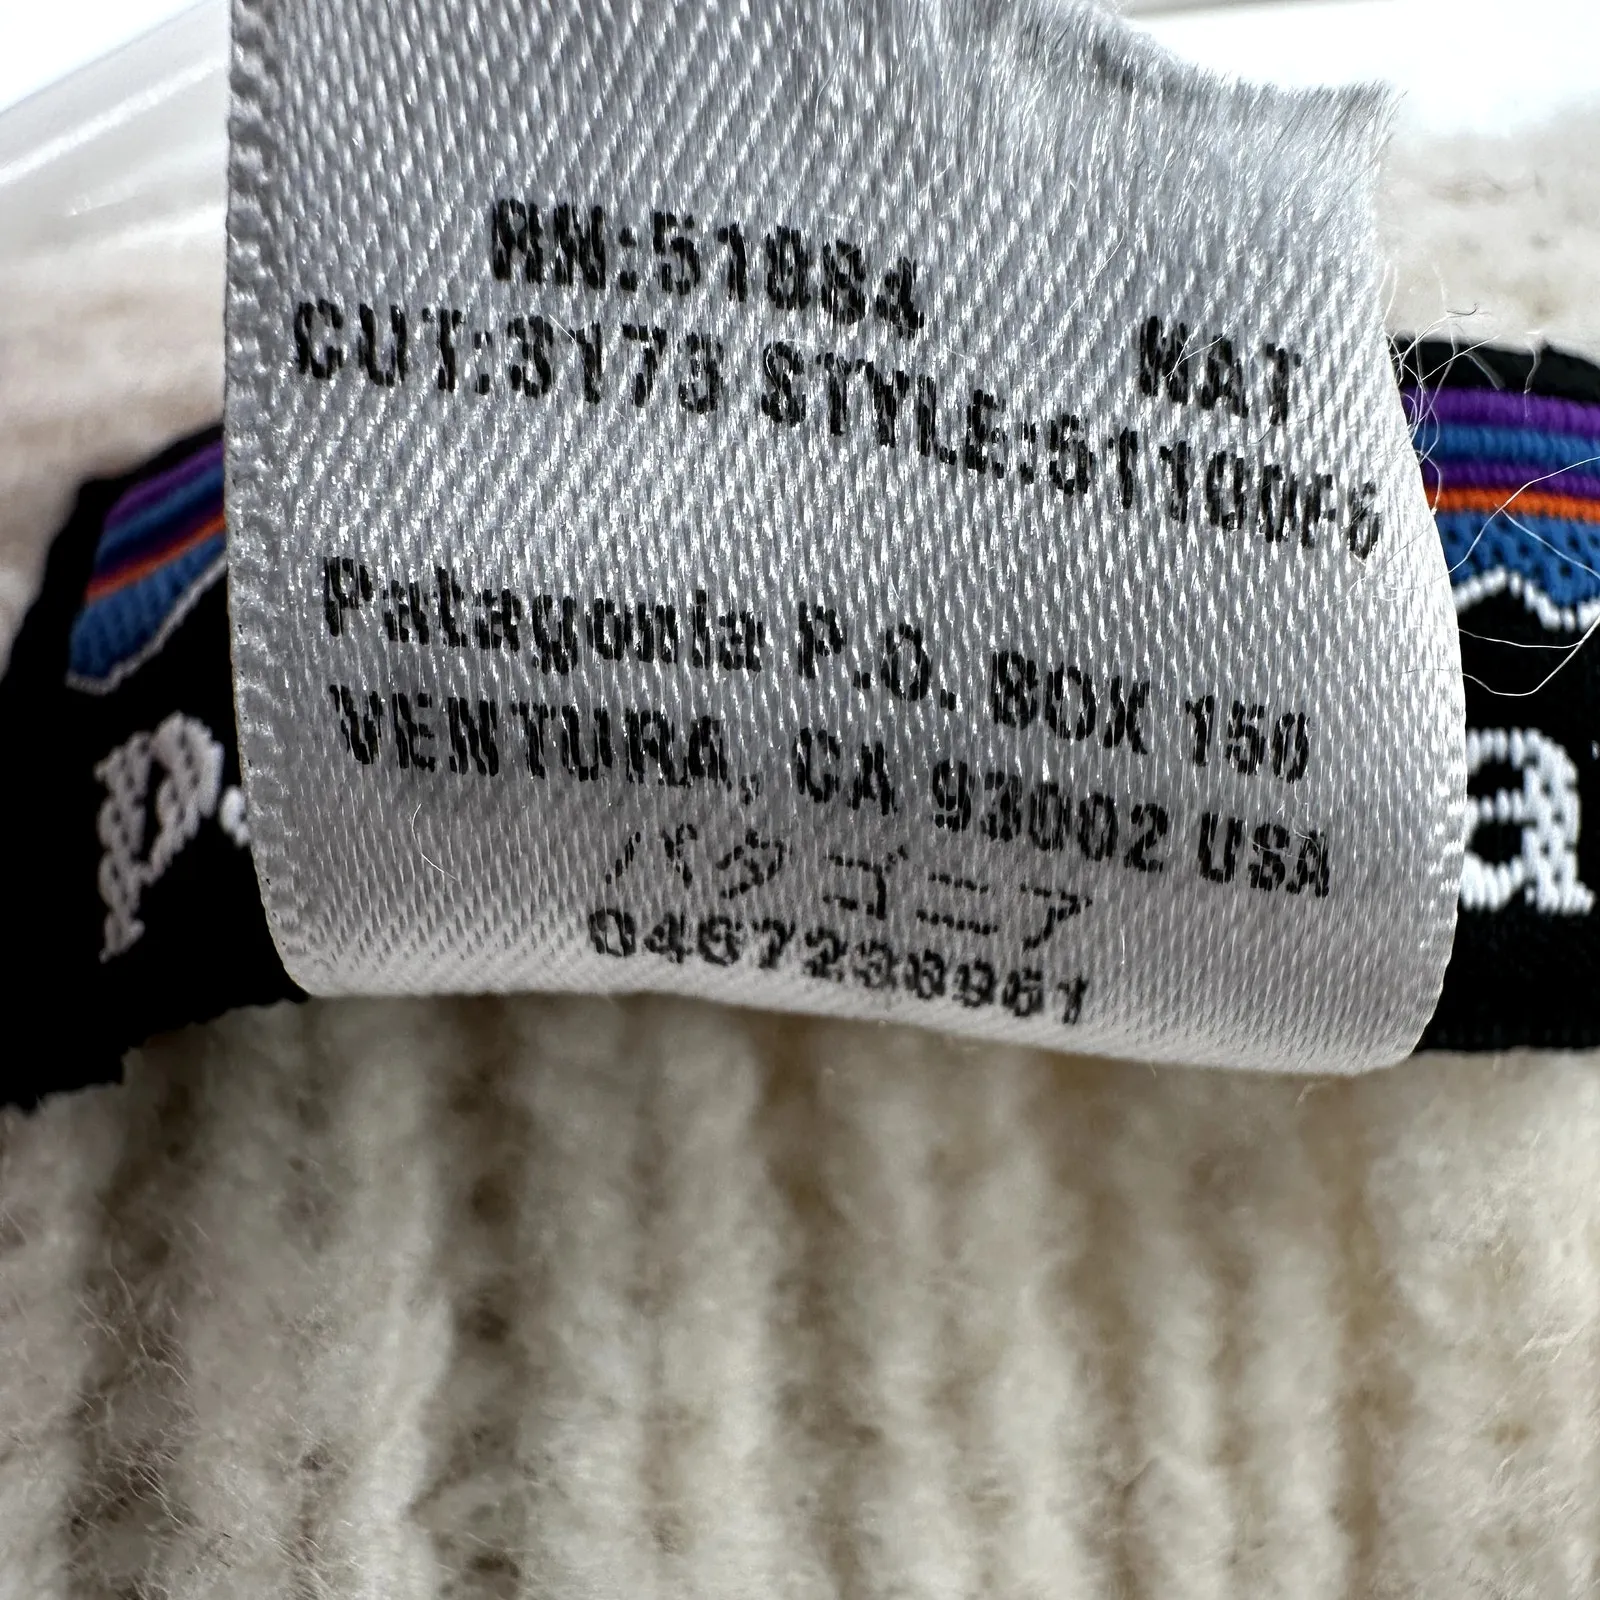 RN:51884
NAT
CUT:3173 STYLE:51180F6
Patagonia P.O. BOX 150
VENTURA, CA 93002 USA
パタゴニア
0467238961